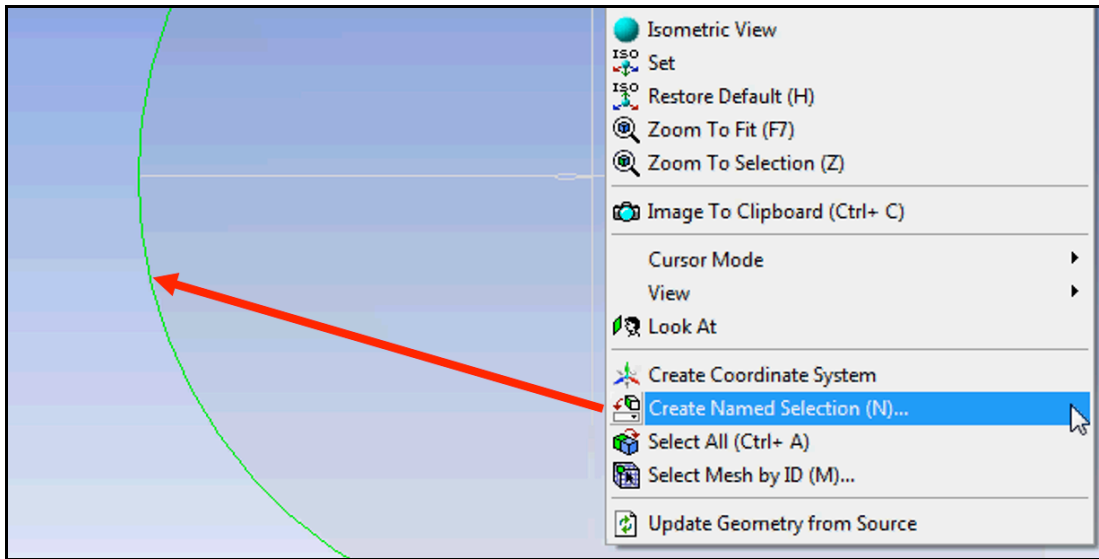 Isometric View
ISO Set
ISO Restore Default (H)
Zoom To Fit (F7)
Zoom To Selection (Z)
Image To Clipboard (Ctrl+ C)
Cursor Mode
View
Look At
Create Coordinate System
Create Named Selection (N)...
Select All (Ctrl+ A)
Select Mesh by ID (M)...
Update Geometry from Source